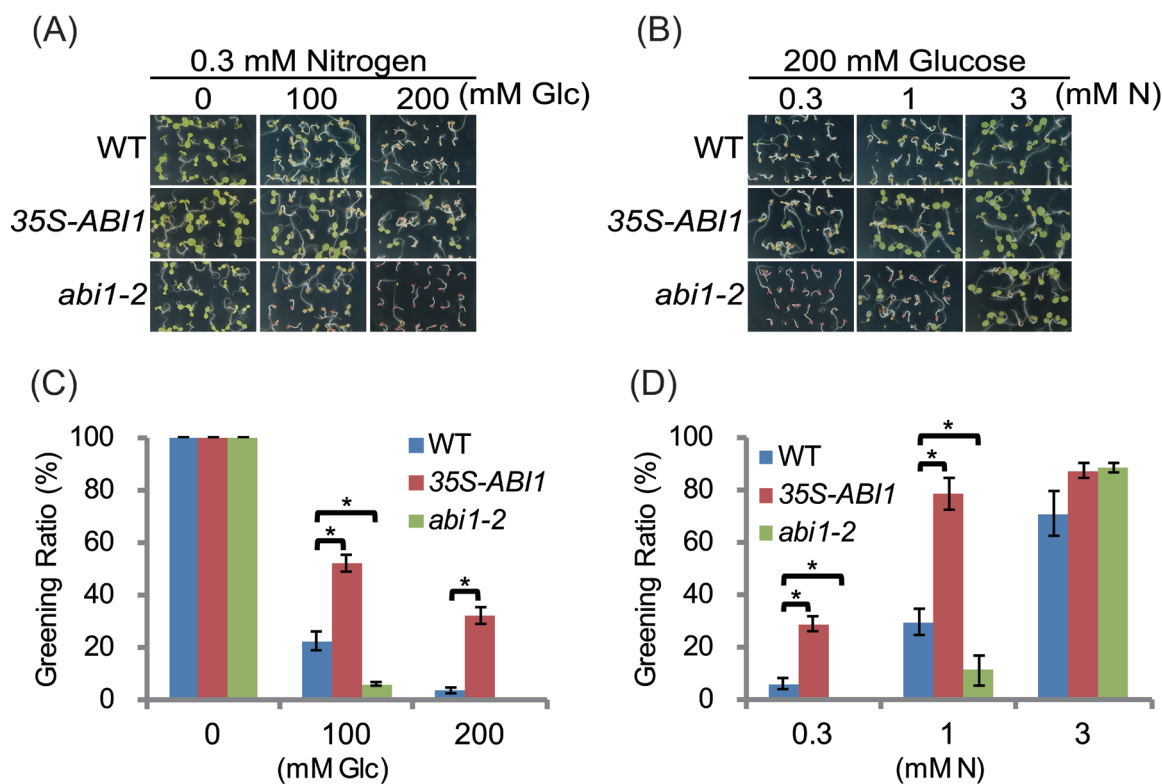 (A)
0.3 mM Nitrogen
0 100 200 (mM Glc)
WT
35S-ABI1
abi1-2
(B)
200 mM Glucose
0.3 1 3 (mM N)
WT
35S-ABI1
abi1-2
(C)
Greening Ratio (%)
100
80
60
40
20
0
WT
35S-ABI1
abi1-2
*
*
*
0 100 200
(mM Glc)
(D)
Greening Ratio (%)
100
80
60
40
20
0
WT
35S-ABI1
abi1-2
*
*
*
*
0.3 1 3
(mM N)